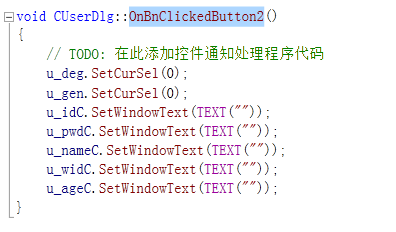 void CUserDlg::OnBnClickedButton2()
{
// TODO: 在此添加控件通知处理程序代码
u_deg.SetCurSel(0);
u_gen.SetCurSel(0);
u_idC.SetWindowText(TEXT(""));
u_pwdC.SetWindowText(TEXT(""));
u_nameC.SetWindowText(TEXT(""));
u_widC.SetWindowText(TEXT(""));
u_ageC.SetWindowText(TEXT(""));
}